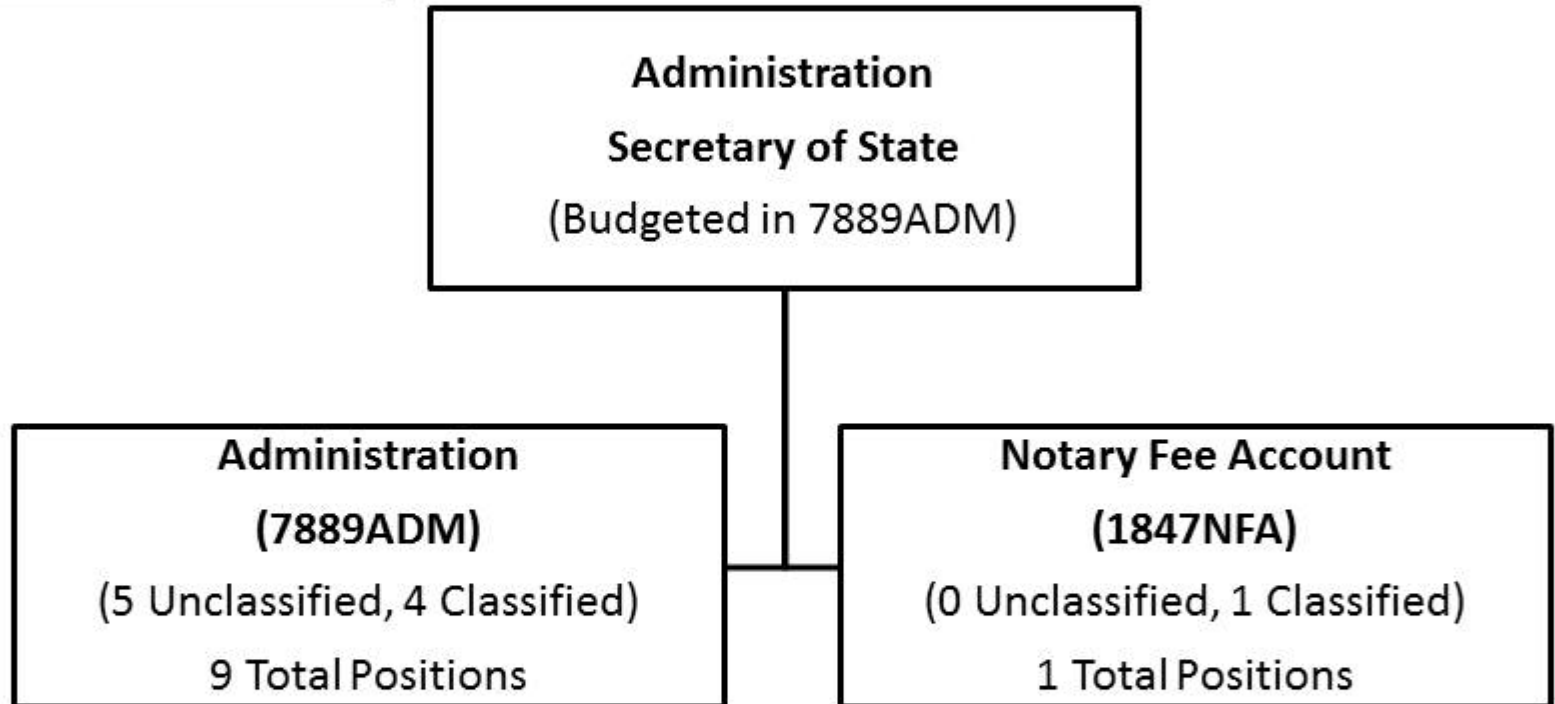 Administration
Secretary of State
(Budgeted in 7889ADM)
Administration
(7889ADM)
(5 Unclassified, 4 Classified)
9 Total Positions
Notary Fee Account
(1847NFA)
(0 Unclassified, 1 Classified)
1 Total Positions